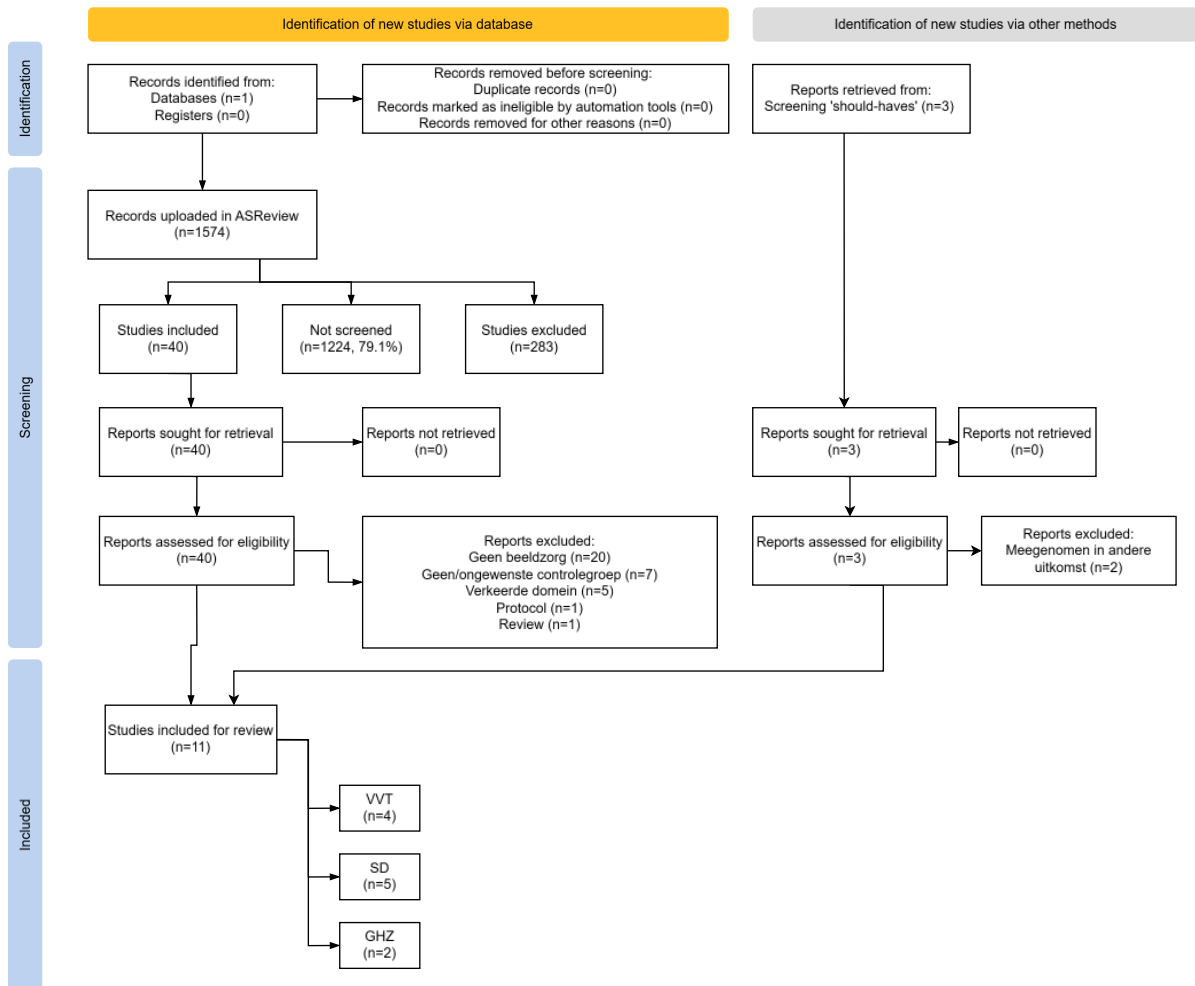 Identification of new studies via database
Identification of new studies via other methods
Identification
Records identified from:
Databases (n=1)
Registers (n=0)
Records removed before screening:
Duplicate records (n=0)
Records marked as ineligible by automation tools (n=0)
Records removed for other reasons (n=0)
Reports retrieved from:
Screening 'should-haves' (n=3)
Screening
Records uploaded in ASReview
(n=1574)
Studies included
(n=40)
Not screened
(n=1224, 79.1%)
Studies excluded
(n=283)
Reports sought for retrieval
(n=40)
Reports not retrieved
(n=0)
Reports sought for retrieval
(n=3)
Reports not retrieved
(n=0)
Reports assessed for eligibility
(n=40)
Reports excluded:
Geen beeldzorg (n=20)
Geen/ongewenste controlegroep (n=7)
Verkeerde domein (n=5)
Protocol (n=1)
Review (n=1)
Reports assessed for eligibility
(n=3)
Reports excluded:
Meegenomen in andere
uitkomst (n=2)
Included
Studies included for review
(n=11)
VVT
(n=4)
SD
(n=5)
GHZ
(n=2)